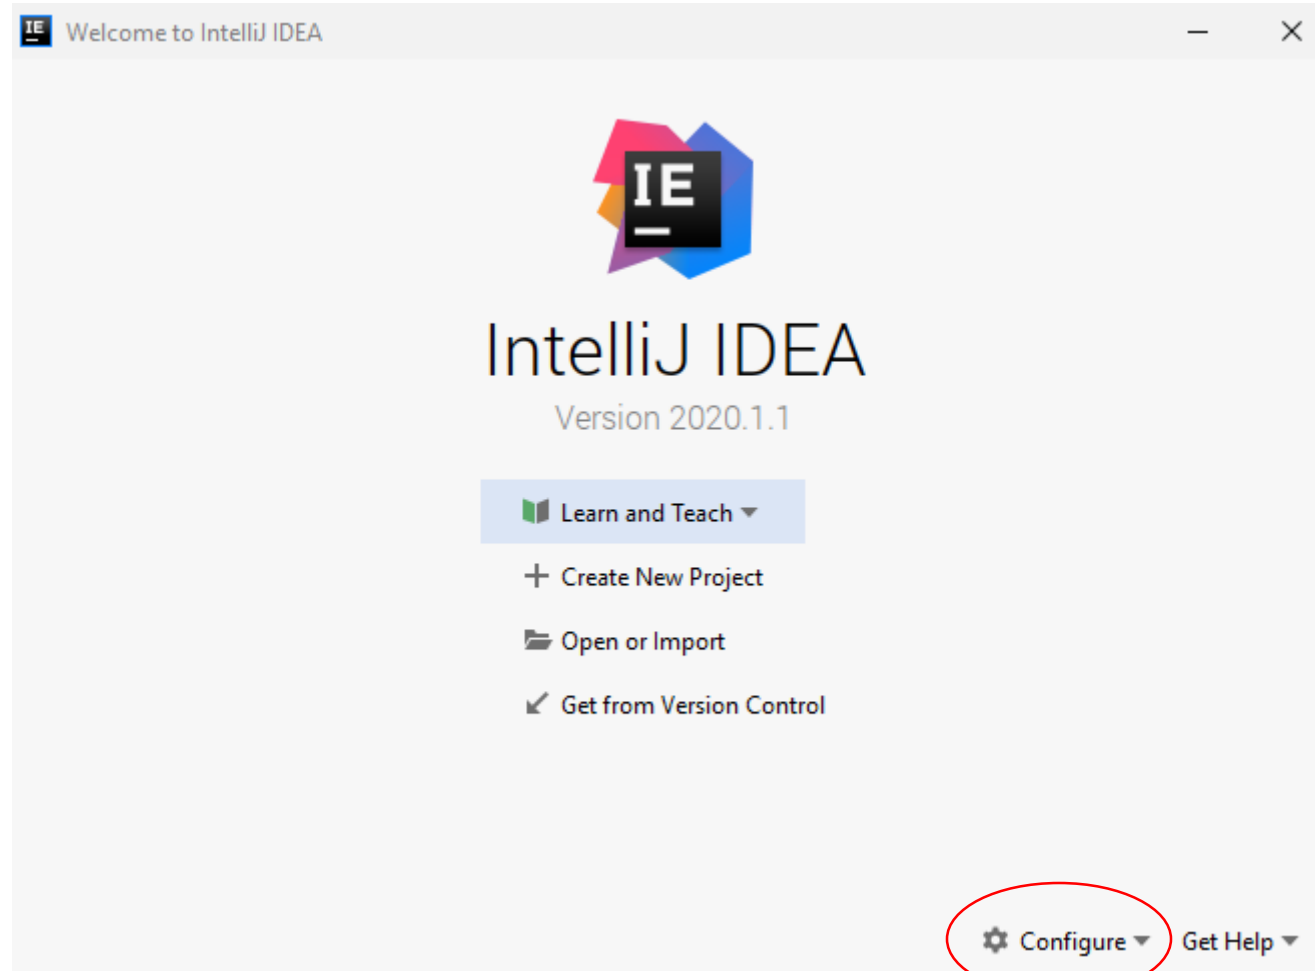 IE Welcome to IntelliJ IDEA
IE
IntelliJ IDEA
Version 2020.1.1
Learn and Teach
Create New Project
Open or Import
Get from Version Control
Configure Get Help